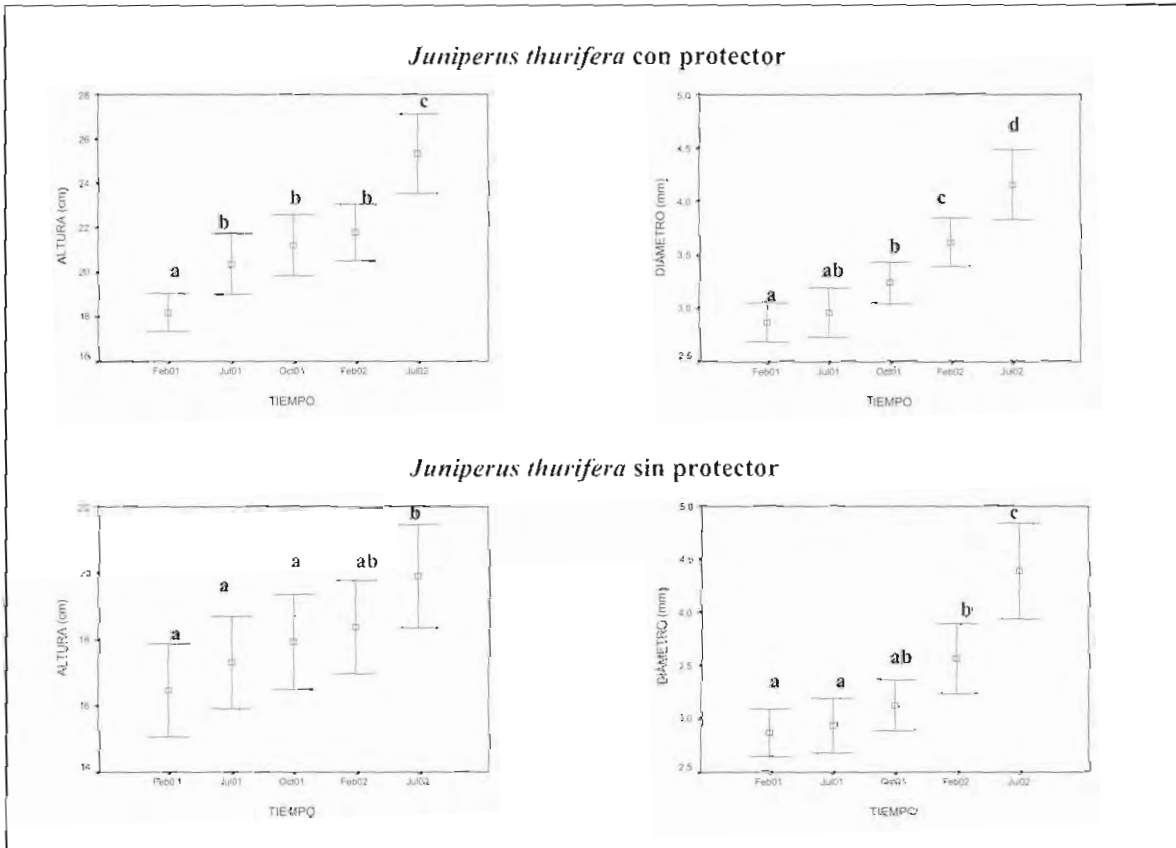 Juniperus thurifera con protector
ALTURA (cm)
28
26
24
22
20
18
16
a
b
b
b
c
Feb01 Jul01 Oct01 Feb02 Jul02
TIEMPO
DIÁMETRO (mm)
5.0
4.5
4.0
3.5
3.0
2.5
a
ab
b
c
d
Feb01 Jul01 Oct01 Feb02 Jul02
TIEMPO
Juniperus thurifera sin protector
ALTURA (cm)
18
16
14
a
a
a
ab
b
Feb01 Jul01 Oct01 Feb02 Jul02
TIEMPO
DIÁMETRO (mm)
5.0
4.5
4.0
2.5
a
a
ab
b
c
Feb01 Jul01 Oct01 Feb02 Jul02
TIEMPO